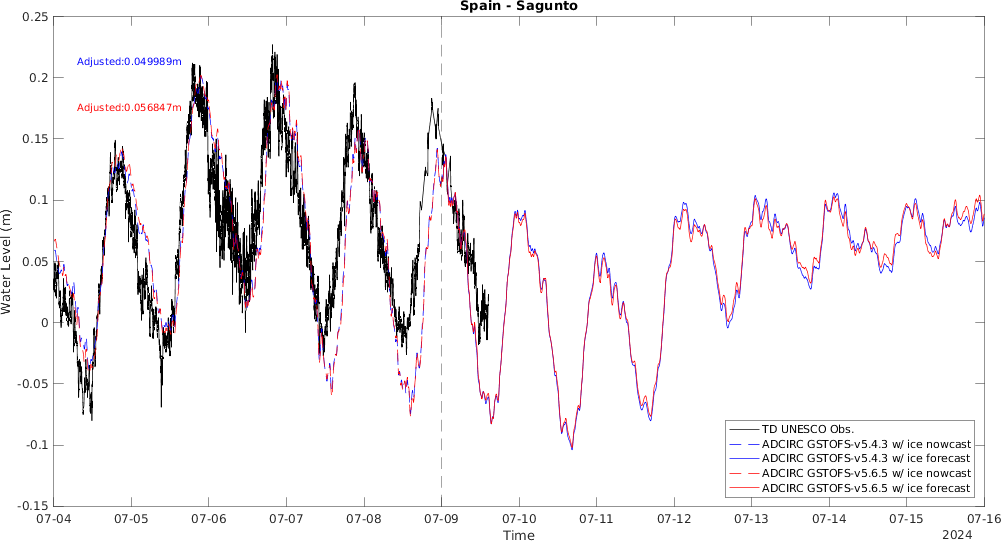 Spain - Sagunto
0.25
0.2
0.15
0.1
0.05
0
-0.05
-0.1
-0.15
Water Level (m)
Adjusted:0.049989m
Adjusted:0.056847m
TD UNESCO Obs.
ADCIRC GSTOFS-v5.4.3 w/ ice nowcast
ADCIRC GSTOFS-v5.4.3 w/ ice forecast
ADCIRC GSTOFS-v5.6.5 w/ ice nowcast
ADCIRC GSTOFS-v5.6.5 w/ ice forecast
07-04 07-05 07-06 07-07 07-08 07-09 07-10 07-11 07-12 07-13 07-14 07-15 07-16
Time
2024